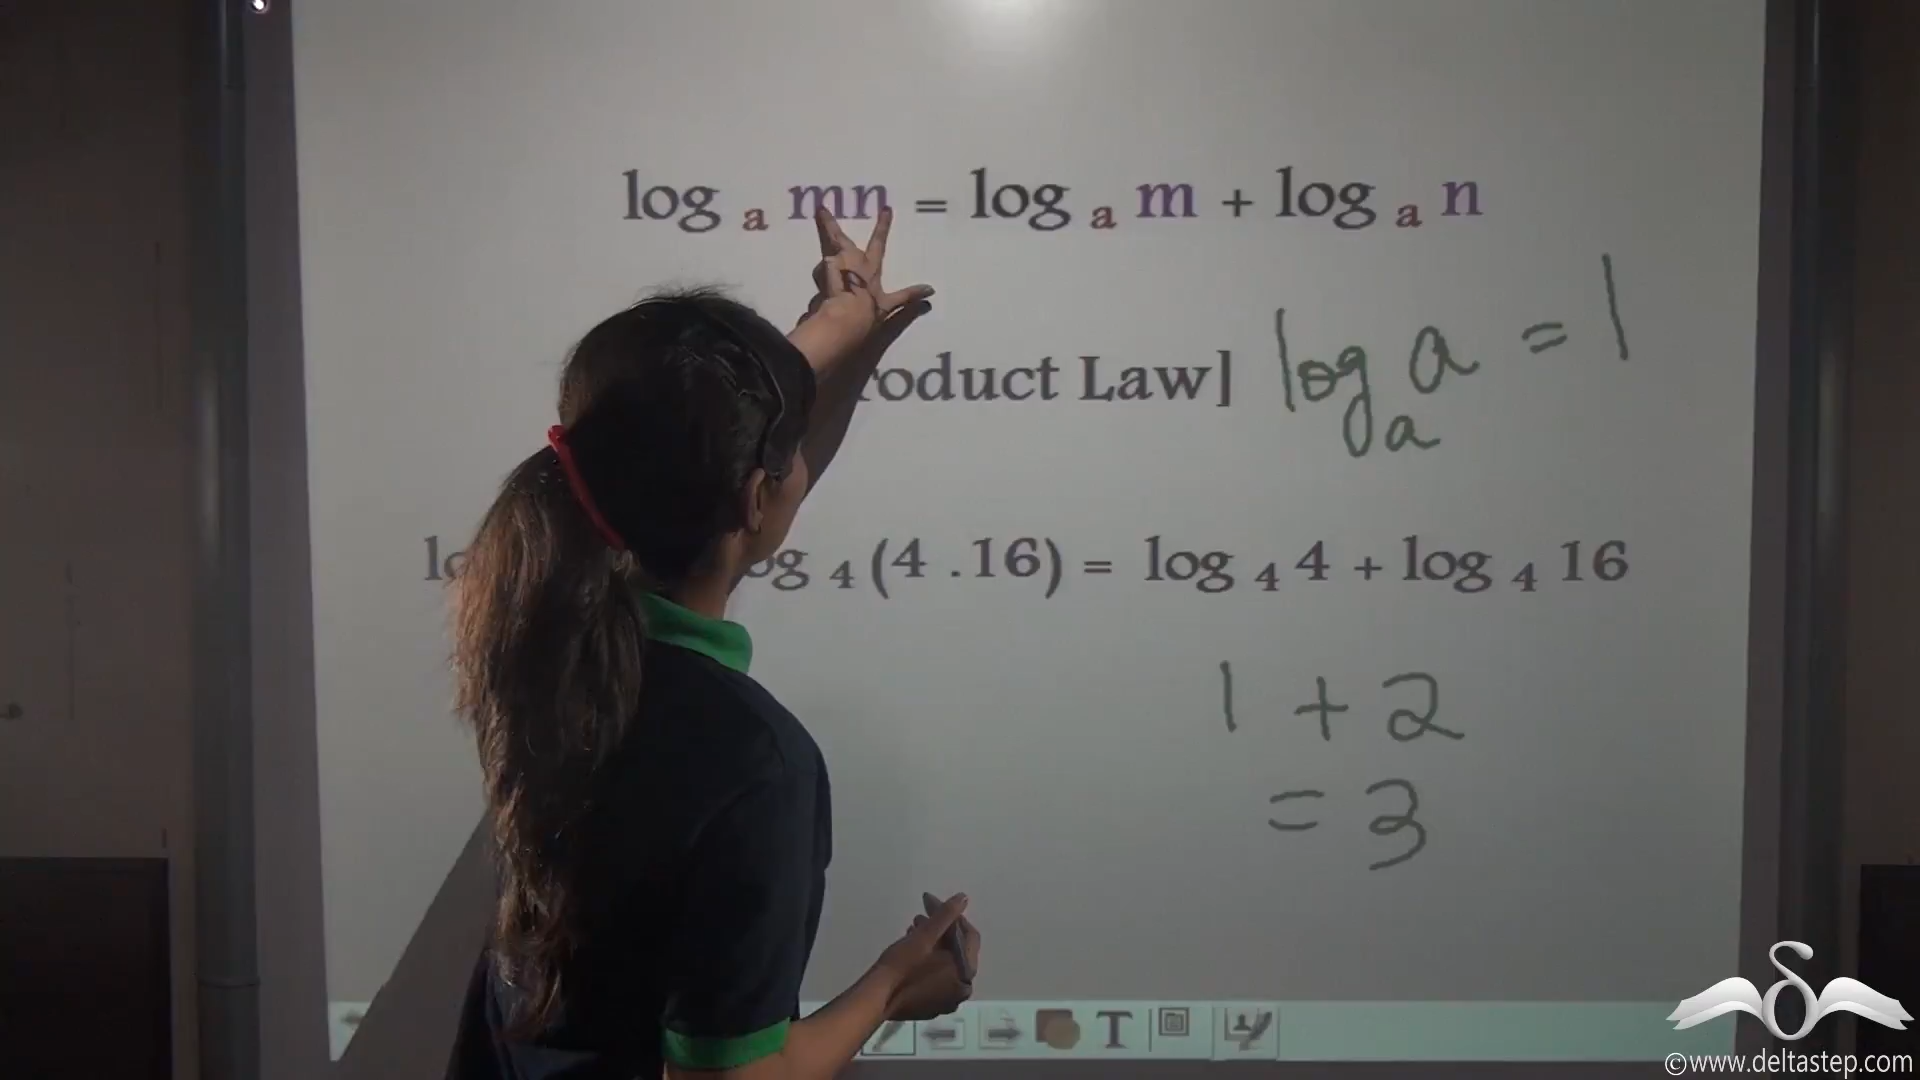 log a mn = log a m + log a n
roduct Law]
log a a = 1
og 4 (4 . 16) = log 4 4 + log 4 16
1 + 2
= 3
T
©www.deltastep.com